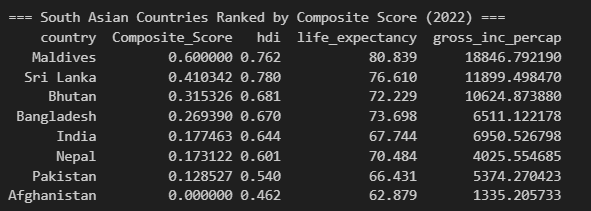 === South Asian Countries Ranked by Composite Score (2022) ===
country Composite_Score hdi life_expectancy gross_inc_percap
Maldives 0.600000 0.762 80.839 18846.792190
Sri Lanka 0.410342 0.780 76.610 11899.498470
Bhutan 0.315326 0.681 72.229 10624.873880
Bangladesh 0.269390 0.670 73.698 6511.122178
India 0.177463 0.644 67.744 6950.526798
Nepal 0.173122 0.601 70.484 4025.554685
Pakistan 0.128527 0.540 66.431 5374.270423
Afghanistan 0.000000 0.462 62.879 1335.205733